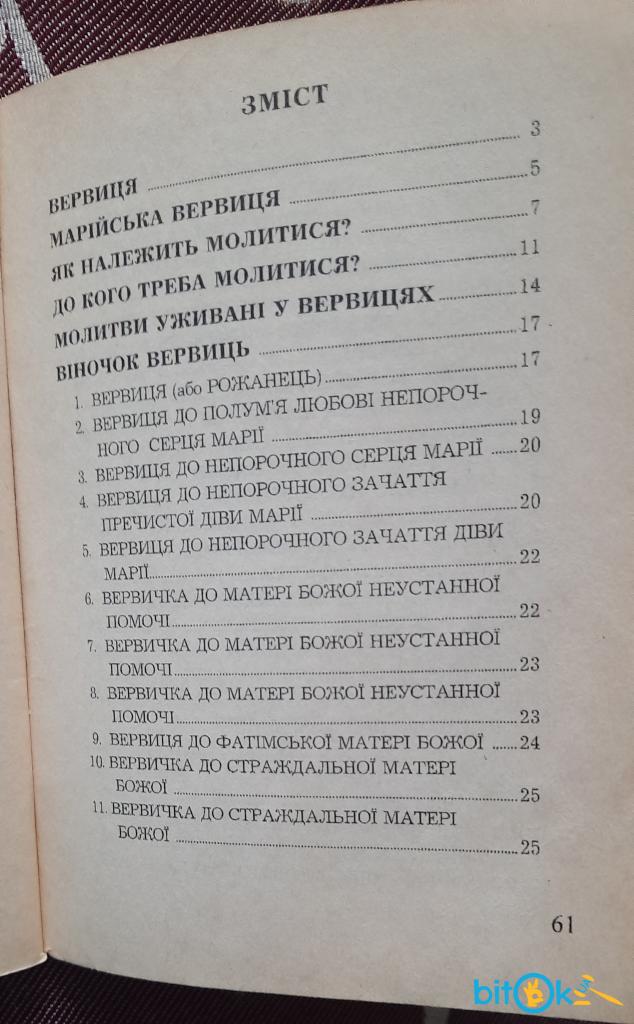 ЗМІСТ
ВЕРВИЦЯ 3
МАРІЙСЬКА ВЕРВИЦЯ 5
ЯК НАЛЕЖИТЬ МОЛИТИСЯ? 7
ДО КОГО ТРЕБА МОЛИТИСЯ? 11
МОЛИТВИ УЖИВАНІ У ВЕРВИЦЯХ 14
ВІНОЧОК ВЕРВИЦЬ 17
1. ВЕРВИЦЯ (або РОЖАНЕЦЬ) 17
2. ВЕРВИЦЯ ДО ПОЛУМ'Я ЛЮБОВІ НЕПОРОЧ-
НОГО СЕРЦЯ МАРІЇ 19
3. ВЕРВИЦЯ ДО НЕПОРОЧНОГО СЕРЦЯ МАРІЇ 20
4. ВЕРВИЦЯ ДО НЕПОРОЧНОГО ЗАЧАТТЯ
ПРЕЧИСТОЇ ДІВИ МАРІЇ 20
5. ВЕРВИЦЯ ДО НЕПОРОЧНОГО ЗАЧАТТЯ ДІВИ
МАРІЇ 22
6. ВЕРВИЧКА ДО МАТЕРІ БОЖОЇ НЕУСТАННОЇ
ПОМОЧІ 22
7. ВЕРВИЧКА ДО МАТЕРІ БОЖОЇ НЕУСТАННОЇ
ПОМОЧІ 23
8. ВЕРВИЧКА ДО МАТЕРІ БОЖОЇ НЕУСТАННОЇ
ПОМОЧІ 23
9. ВЕРВИЦЯ ДО ФАТІМСЬКОЇ МАТЕРІ БОЖОЇ 24
10. ВЕРВИЧКА ДО СТРАЖДАЛЬНОЇ МАТЕРІ
БОЖОЇ 25
11. ВЕРВИЧКА ДО СТРАЖДАЛЬНОЇ МАТЕРІ
БОЖОЇ 25
61
bitok.ua